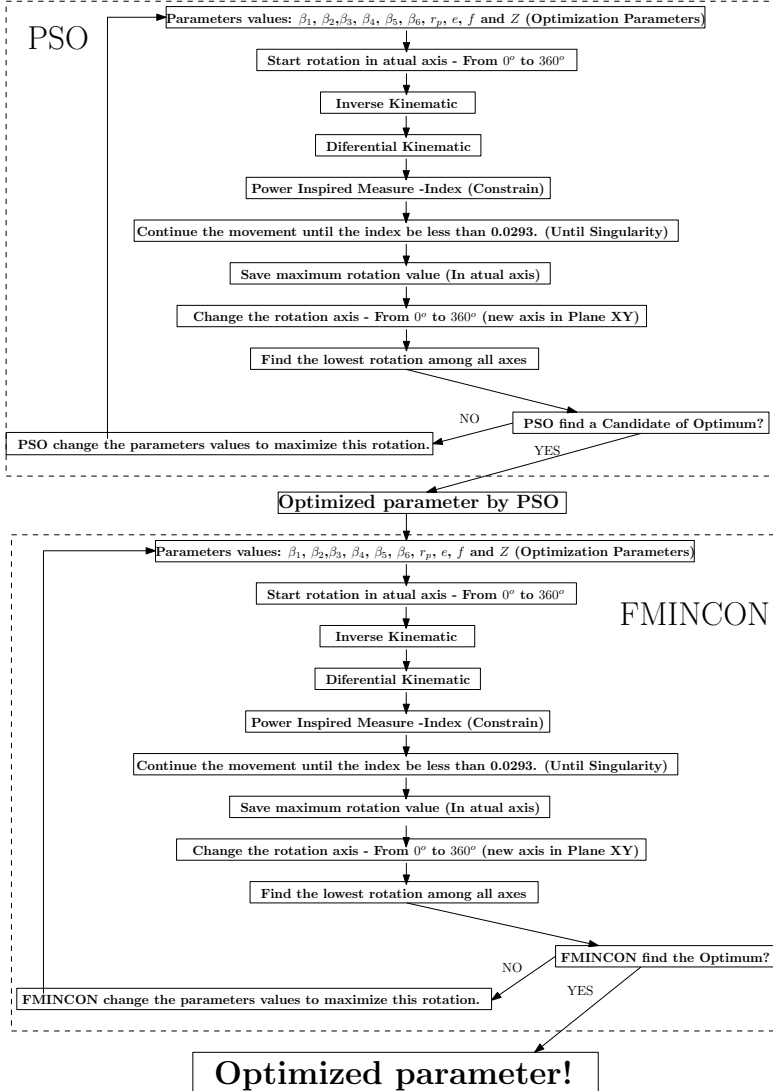 PSO
Parameters values: β₁, β₂,β₃, β₄, β₅, β₆, rₚ, e, f and Z (Optimization Parameters)
Start rotation in atual axis - From 0ᵒ to 360ᵒ
Inverse Kinematic
Diferential Kinematic
Power Inspired Measure -Index (Constrain)
Continue the movement until the index be less than 0.0293. (Until Singularity)
Save maximum rotation value (In atual axis)
Change the rotation axis - From 0ᵒ to 360ᵒ (new axis in Plane XY)
Find the lowest rotation among all axes
PSO find a Candidate of Optimum?
NO
PSO change the parameters values to maximize this rotation.
YES
Optimized parameter by PSO
Parameters values: β₁, β₂,β₃, β₄, β₅, β₆, rₚ, e, f and Z (Optimization Parameters)
Start rotation in atual axis - From 0ᵒ to 360ᵒ
FMINCON
Inverse Kinematic
Diferential Kinematic
Power Inspired Measure -Index (Constrain)
Continue the movement until the index be less than 0.0293. (Until Singularity)
Save maximum rotation value (In atual axis)
Change the rotation axis - From 0ᵒ to 360ᵒ (new axis in Plane XY)
Find the lowest rotation among all axes
FMINCON find the Optimum?
NO
FMINCON change the parameters values to maximize this rotation.
YES
Optimized parameter!